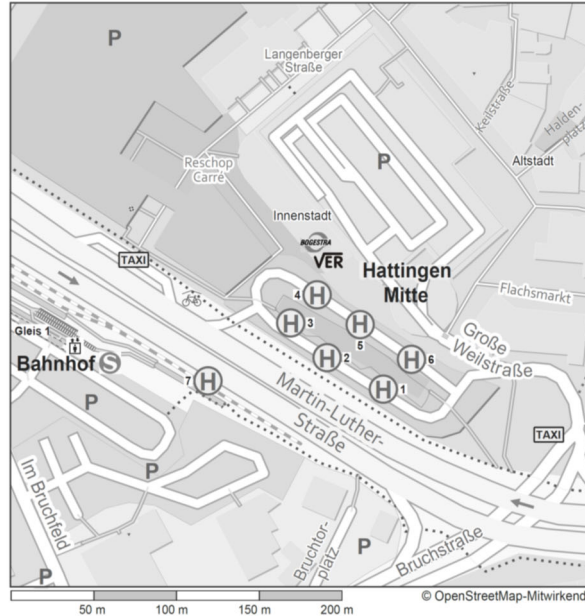 P
Langenberger
Straße
Keilstraße
Halden-
platz
Altstadt
Reschop
Carré
P
Innenstadt
BOGESTRA
VER
TAXI
Hattingen
Mitte
Flachsmarkt
4 H
H 3
H 5
Große
Weilstraße
H 2
H 6
H 1
Gleis 1
Bahnhof S
7 H
Martin-Luther-
Straße
P
TAXI
P
Im Bruchfeld
Bruchtor-
platz
P
Bruchstraße
P
50 m
100 m
150 m
200 m
© OpenStreetMap-Mitwirkend